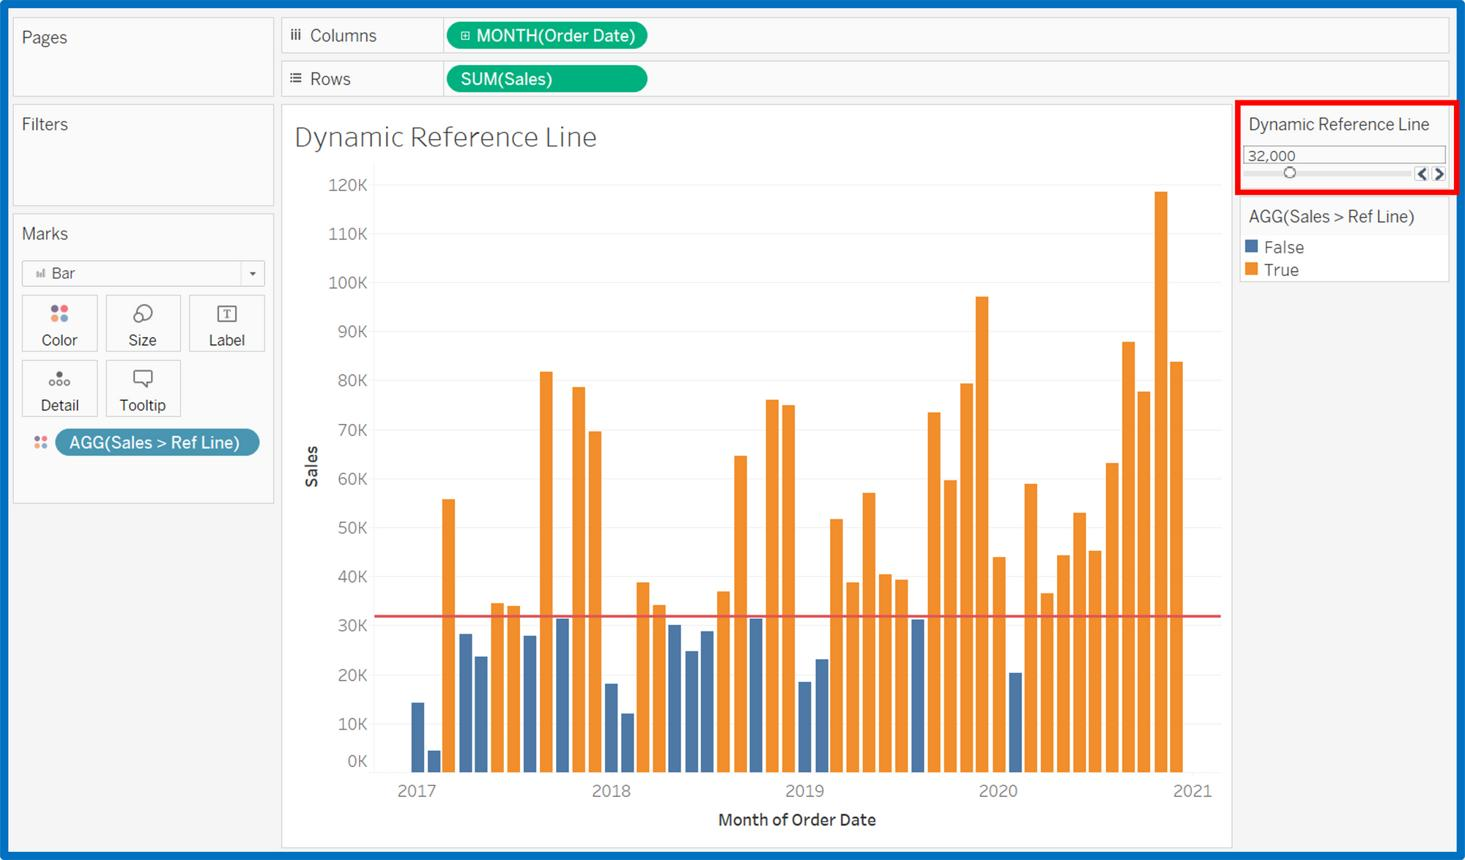 Pages
Columns
MONTH(Order Date)
Rows
SUM(Sales)
Filters
Marks
Bar
Color
Size
Label
Detail
Tooltip
AGG(Sales > Ref Line)
Dynamic Reference Line
120K
110K
100K
90K
80K
70K
60K
50K
40K
30K
20K
10K
0K
Sales
2017
2018
2019
2020
2021
Month of Order Date
Dynamic Reference Line
32,000
AGG(Sales > Ref Line)
False
True